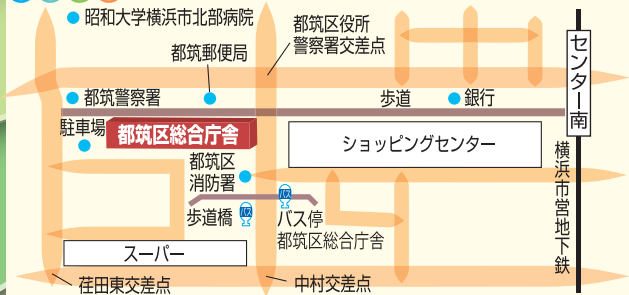 昭和大学横浜市北部病院
都筑区役所
警察署交差点
都筑郵便局
都筑警察署
歩道
銀行
センター南
駐車場
都筑区総合庁舎
ショッピングセンター
都筑区
消防署
横浜市営地下鉄
バス
バス
歩道橋
バス停
都筑区総合庁舎
スーパー
荏田東交差点
中村交差点